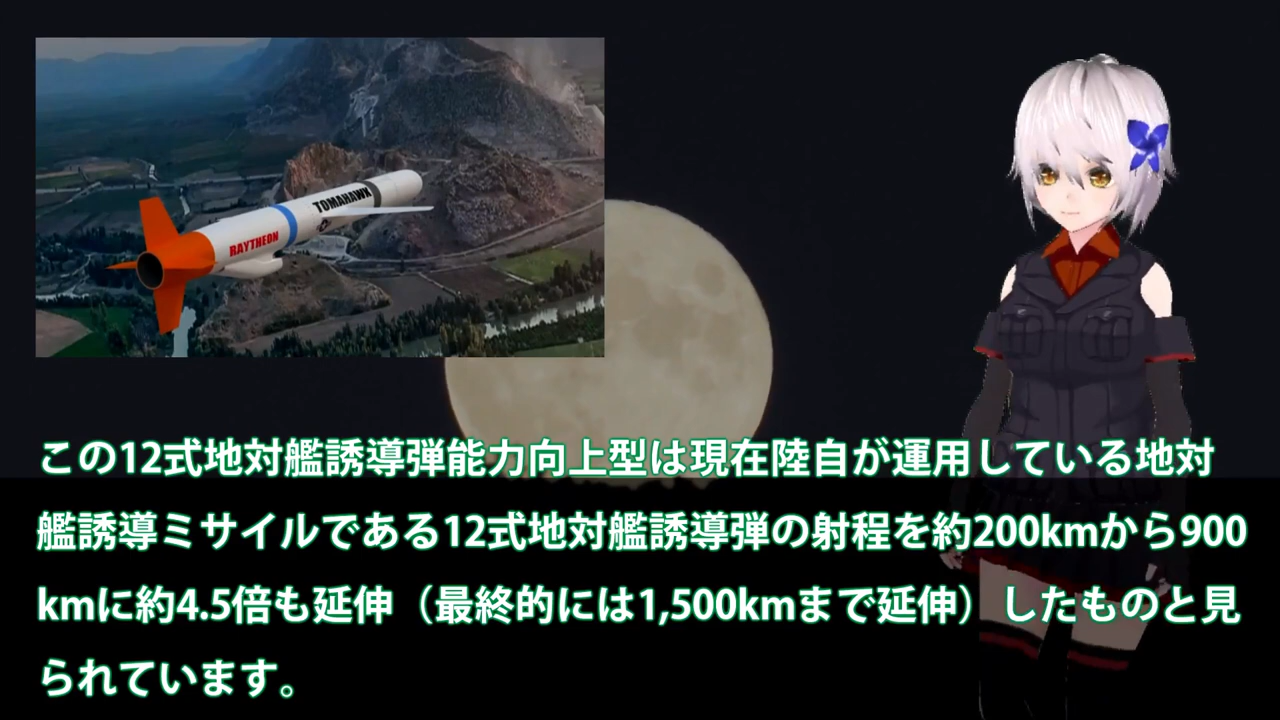 TOMAHAWK
RAYTHEON
この12式地対艦誘導弾能力向上型は現在陸自が運用している地対
艦誘導ミサイルである12式地対艦誘導弾の射程を約200kmから900
kmに約4.5倍も延伸（最終的には1,500kmまで延伸）したものと見
られています。